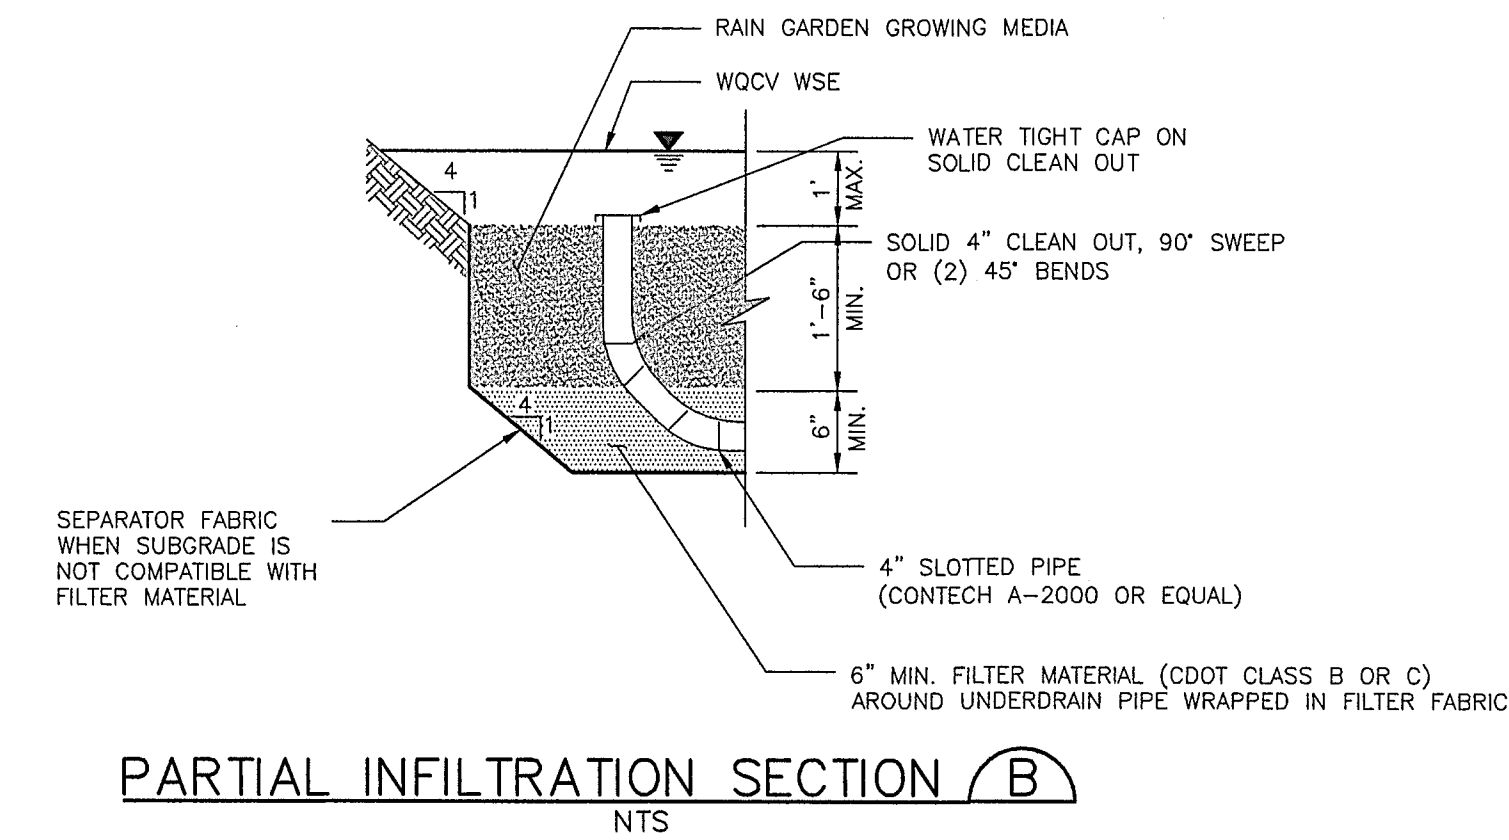 RAIN GARDEN GROWING MEDIA
WQCV WSE
WATER TIGHT CAP ON
SOLID CLEAN OUT
4
1
1'
MAX.
SOLID 4" CLEAN OUT, 90° SWEEP
OR (2) 45° BENDS
1'-6"
MIN.
4
1
6"
MIN.
SEPARATOR FABRIC
WHEN SUBGRADE IS
NOT COMPATIBLE WITH
FILTER MATERIAL
4" SLOTTED PIPE
(CONTECH A-2000 OR EQUAL)
6" MIN. FILTER MATERIAL (CDOT CLASS B OR C)
AROUND UNDERDRAIN PIPE WRAPPED IN FILTER FABRIC
PARTIAL INFILTRATION SECTION B
NTS